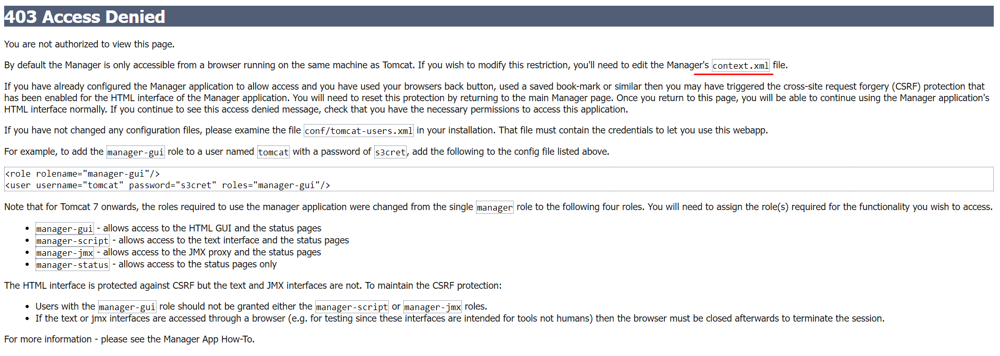 403 Access Denied
You are not authorized to view this page.
By default the Manager is only accessible from a browser running on the same machine as Tomcat. If you wish to modify this restriction, you'll need to edit the Manager's context.xml file.
If you have already configured the Manager application to allow access and you have used your browsers back button, used a saved book-mark or similar then you may have triggered the cross-site request forgery (CSRF) protection that
has been enabled for the HTML interface of the Manager application. You will need to reset this protection by returning to the main Manager page. Once you return to this page, you will be able to continue using the Manager application's
HTML interface normally. If you continue to see this access denied message, check that you have the necessary permissions to access this application.
If you have not changed any configuration files, please examine the file conf/tomcat-users.xml in your installation. That file must contain the credentials to let you use this webapp.
For example, to add the manager-gui role to a user named tomcat with a password of s3cret, add the following to the config file listed above.
<role rolename="manager-gui"/>
<user username="tomcat" password="s3cret" roles="manager-gui"/>
Note that for Tomcat 7 onwards, the roles required to use the manager application were changed from the single manager role to the following four roles. You will need to assign the role(s) required for the functionality you wish to access.
• manager-gui - allows access to the HTML GUI and the status pages
• manager-script - allows access to the text interface and the status pages
• manager-jmx - allows access to the JMX proxy and the status pages
• manager-status - allows access to the status pages only
The HTML interface is protected against CSRF but the text and JMX interfaces are not. To maintain the CSRF protection:
• Users with the manager-gui role should not be granted either the manager-script or manager-jmx roles.
• If the text or jmx interfaces are accessed through a browser (e.g. for testing since these interfaces are intended for tools not humans) then the browser must be closed afterwards to terminate the session.
For more information - please see the Manager App How-To.